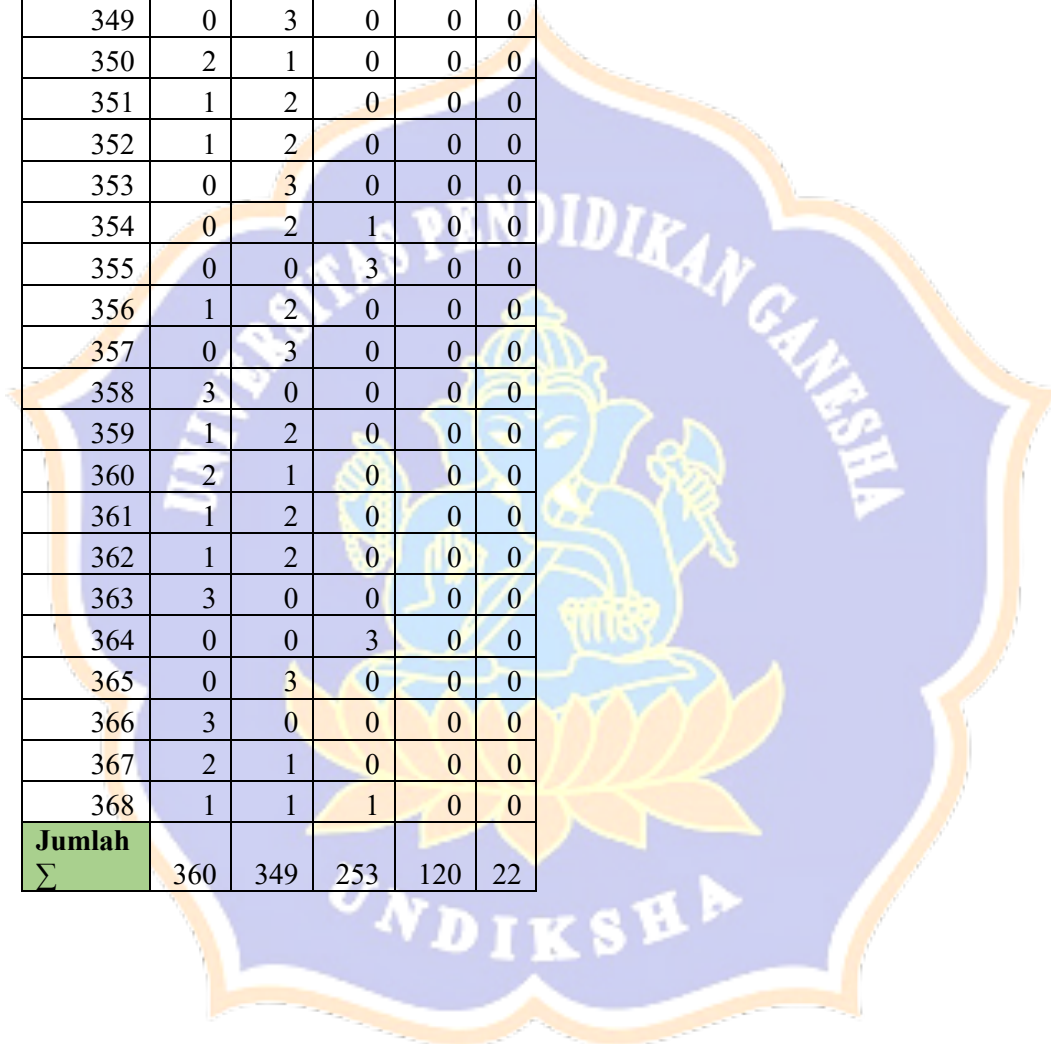 349 0 3 0 0 0
350 2 1 0 0 0
351 1 2 0 0 0
352 1 2 0 0 0
353 0 3 0 0 0
354 0 2 1 0 0
355 0 0 3 0 0
356 1 2 0 0 0
357 0 3 0 0 0
358 3 0 0 0 0
359 1 2 0 0 0
360 2 1 0 0 0
361 1 2 0 0 0
362 1 2 0 0 0
363 3 0 0 0 0
364 0 0 3 0 0
365 0 3 0 0 0
366 3 0 0 0 0
367 2 1 0 0 0
368 1 1 1 0 0
Jumlah
∑ 360 349 253 120 22
UNIVERSITAS PENDIDIKAN GANESHA
UNDIKSHA